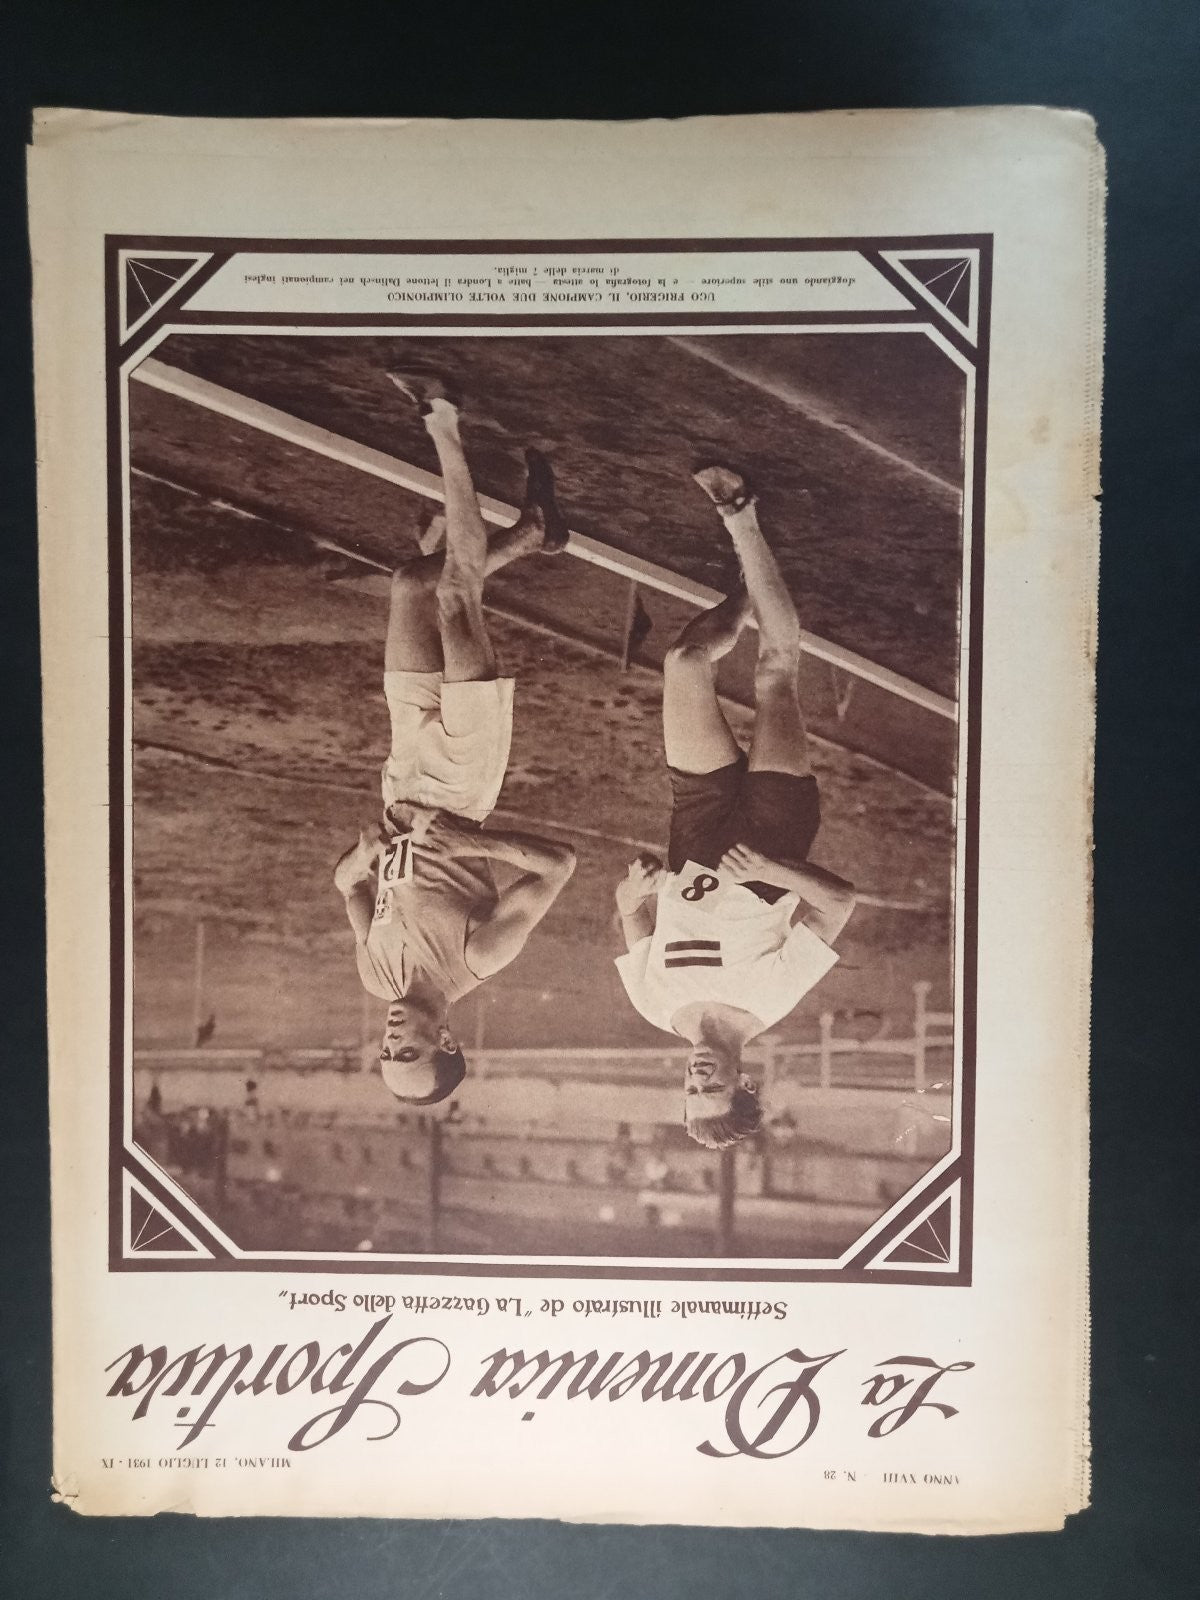 ANNO XVIII - N. 28
MILANO, 12 LUGLIO 1931 - IX
La Domenica Sportiva
Settimanale illustrato de "La Gazzetta dello Sport„
8
12
UGO FRIGERIO, IL CAMPIONE DUE VOLTE OLIMPIONICO
sfoggiando uno stile superiore — e la fotografia lo attesta — batte a Londra il lettone Dalinsch nei campionati inglesi
di marcia delle 7 miglia.